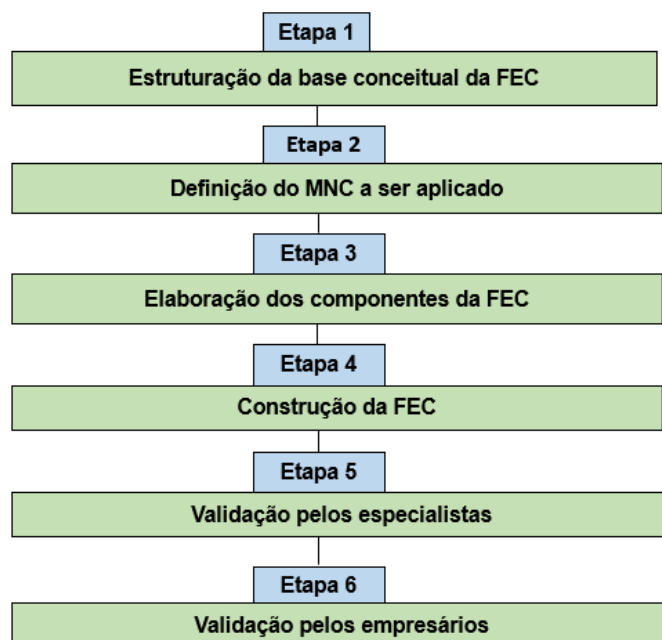 Etapa 1
Estruturação da base conceitual da FEC
Etapa 2
Definição do MNC a ser aplicado
Etapa 3
Elaboração dos componentes da FEC
Etapa 4
Construção da FEC
Etapa 5
Validação pelos especialistas
Etapa 6
Validação pelos empresários